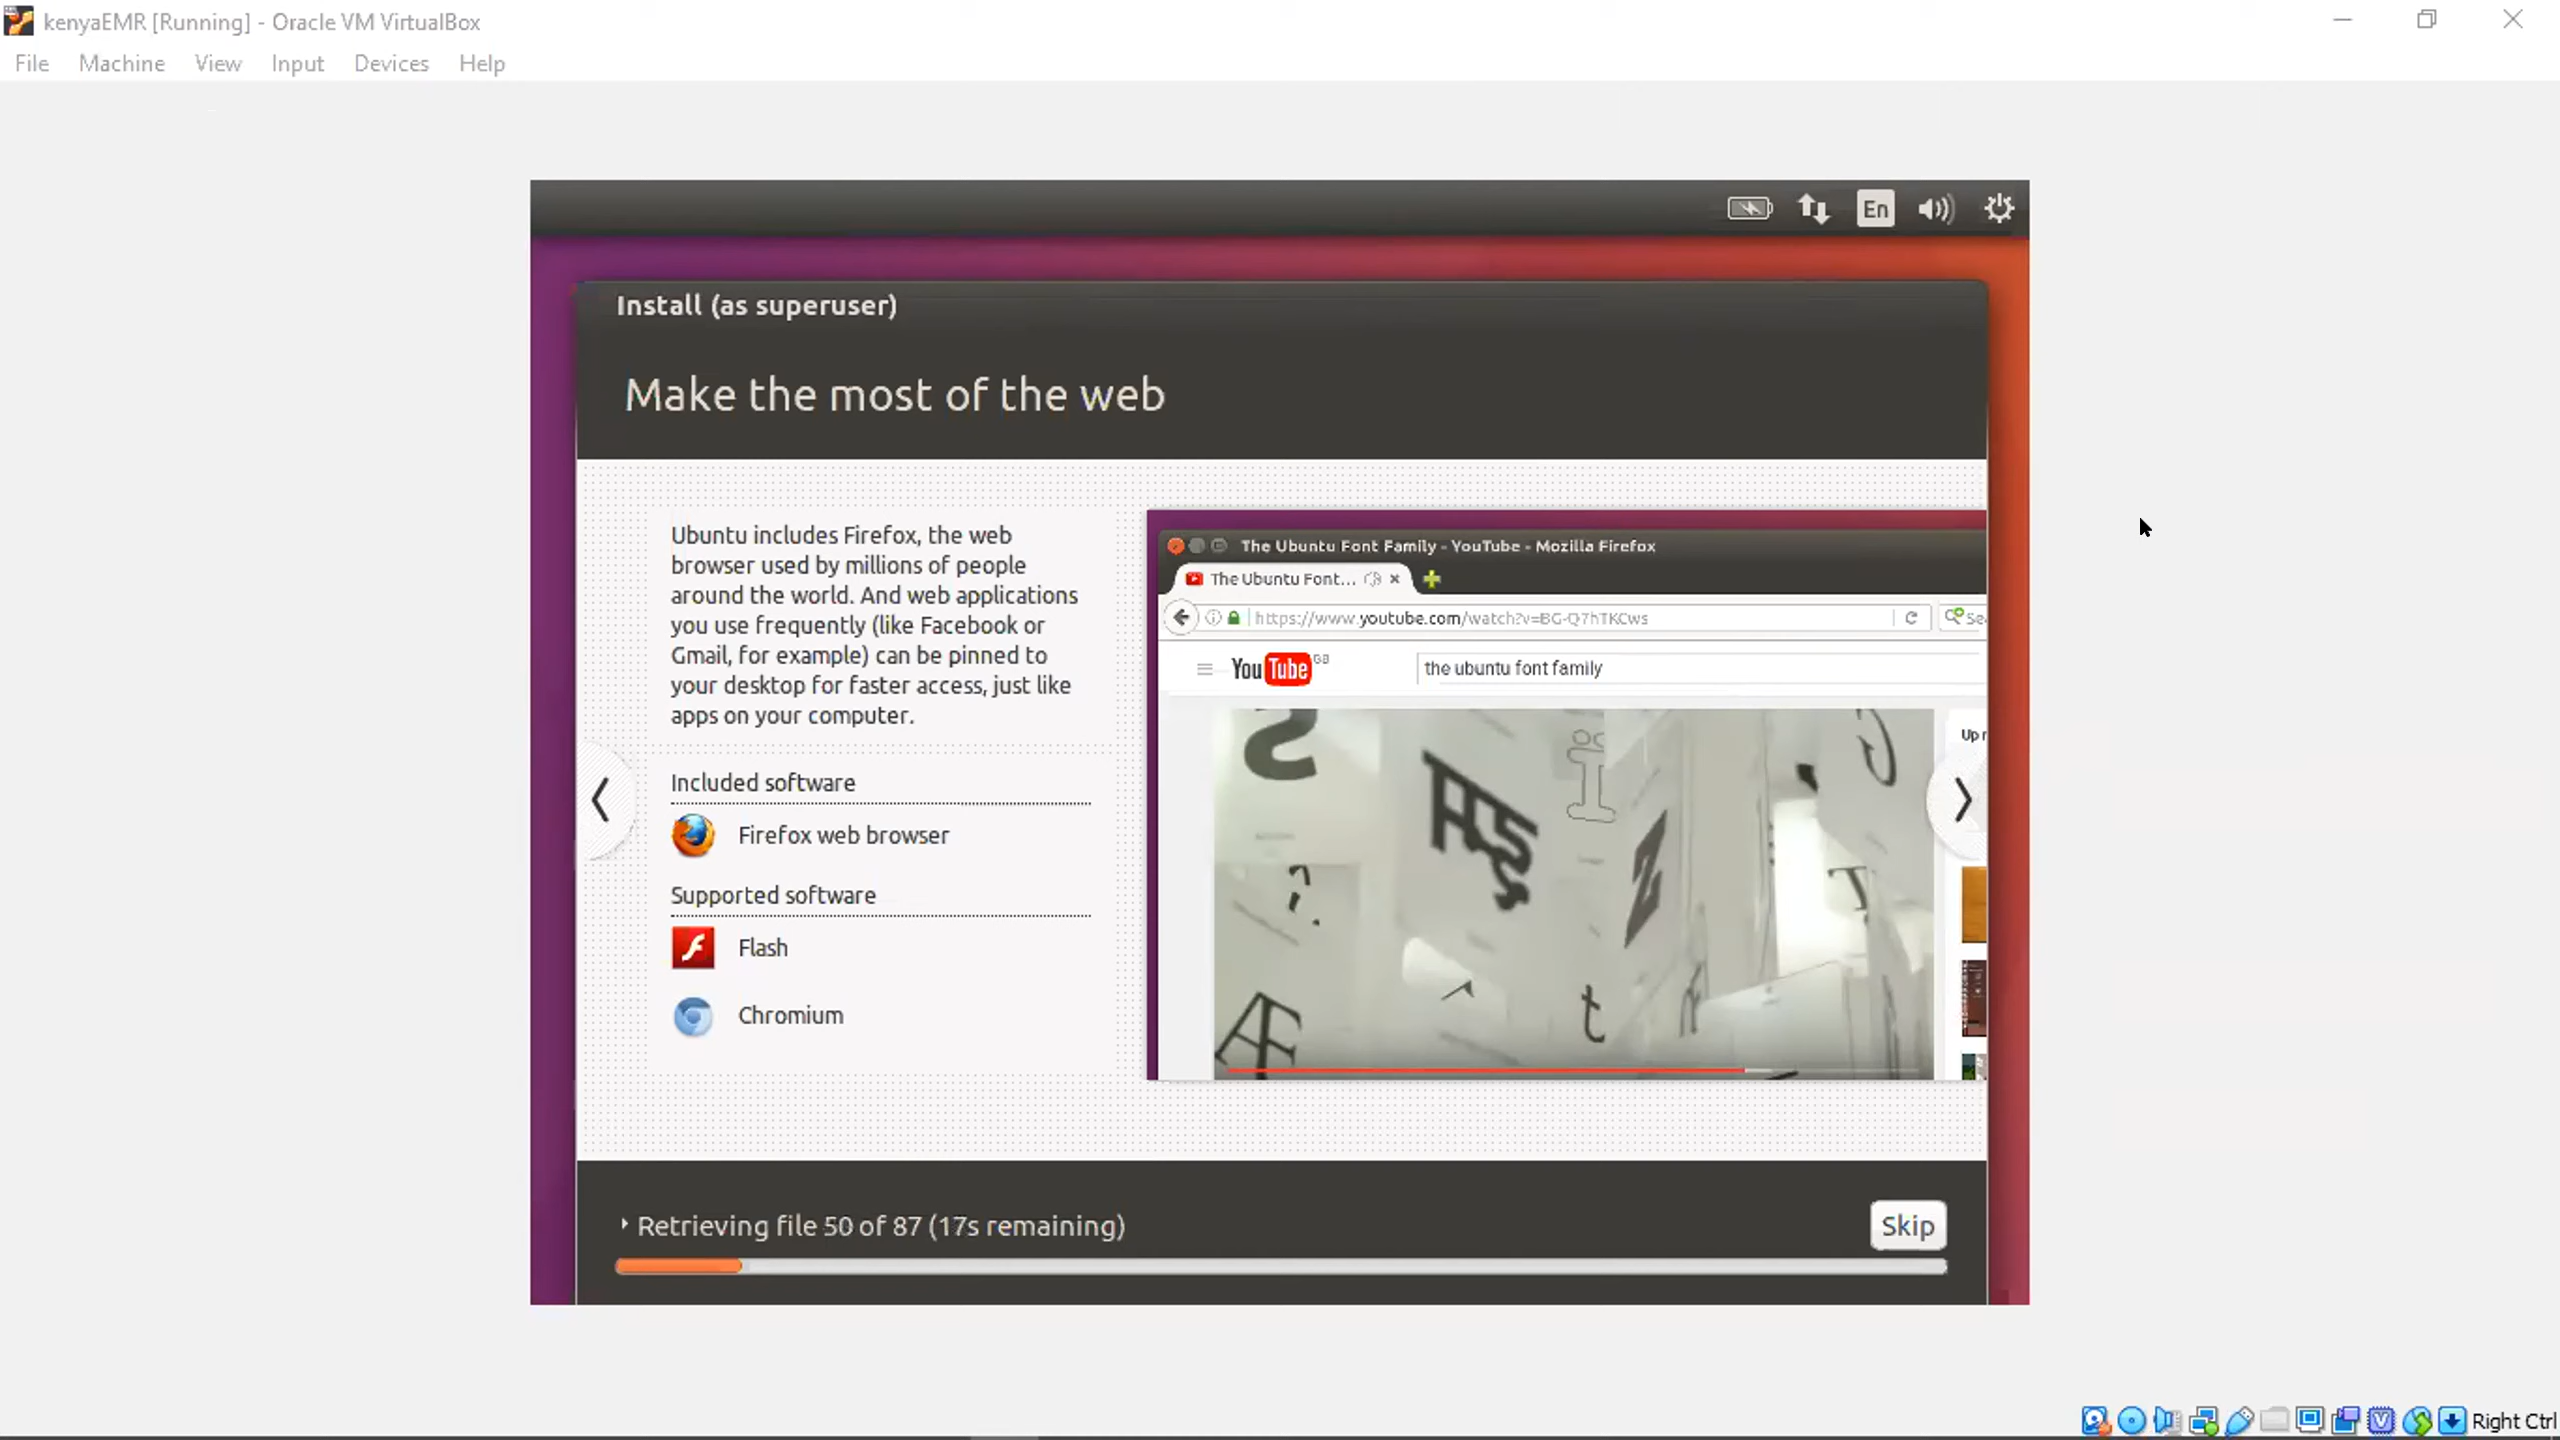 kenyaEMR [Running] - Oracle VM VirtualBox
File Machine View Input Devices Help
En
Install (as superuser)
Make the most of the web
Ubuntu includes Firefox, the web
browser used by millions of people
around the world. And web applications
you use frequently (like Facebook or
Gmail, for example) can be pinned to
your desktop for faster access, just like
apps on your computer.
Included software
Firefox web browser
Supported software
Flash
Chromium
The Ubuntu Font Family - YouTube - Mozilla Firefox
The Ubuntu Font...
https://www.youtube.com/watch?v=BG-Q7hTKCws
Se
YouTube GB
the ubuntu font family
Up
Retrieving file 50 of 87 (17s remaining)
Skip
Right Ctrl